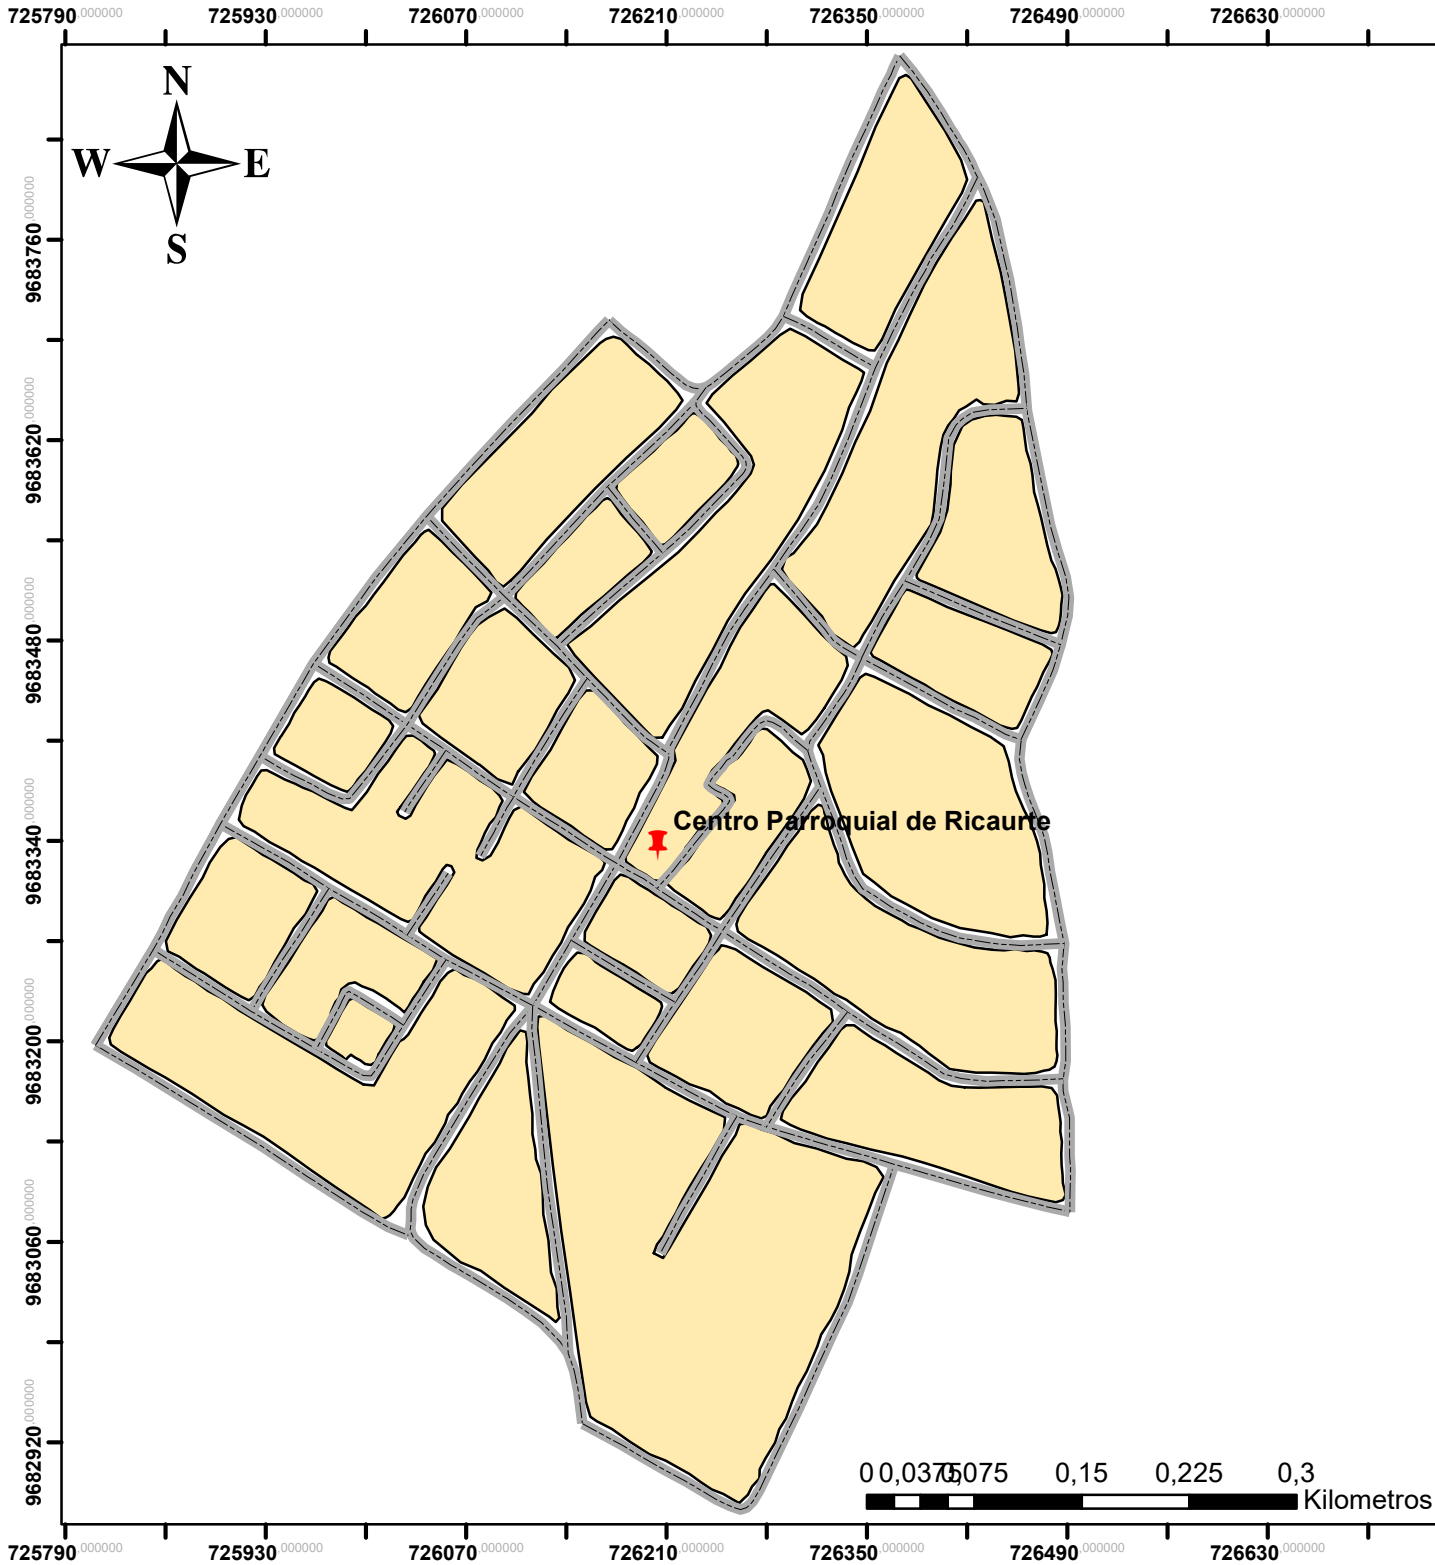 725790,000000 725930,000000 726070,000000 726210,000000 726350,000000 726490,000000 726630,000000
N
W E
S
9683760,000000
9683620,000000
9683480,000000
9683340,000000
9683200,000000
9683060,000000
9682920,000000
Centro Parroquial de Ricaurte
0 0,0375 0,075 0,15 0,225 0,3
Kilometros
725790,000000 725930,000000 726070,000000 726210,000000 726350,000000 726490,000000 726630,000000